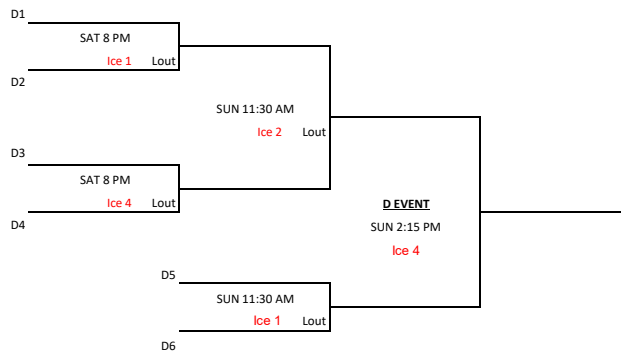 D1
SAT 8 PM
Ice 1 Lout
D2
SUN 11:30 AM
Ice 2 Lout
D3
SAT 8 PM
Ice 4 Lout
D4
D EVENT
SUN 2:15 PM
Ice 4
D5
SUN 11:30 AM
Ice 1 Lout
D6